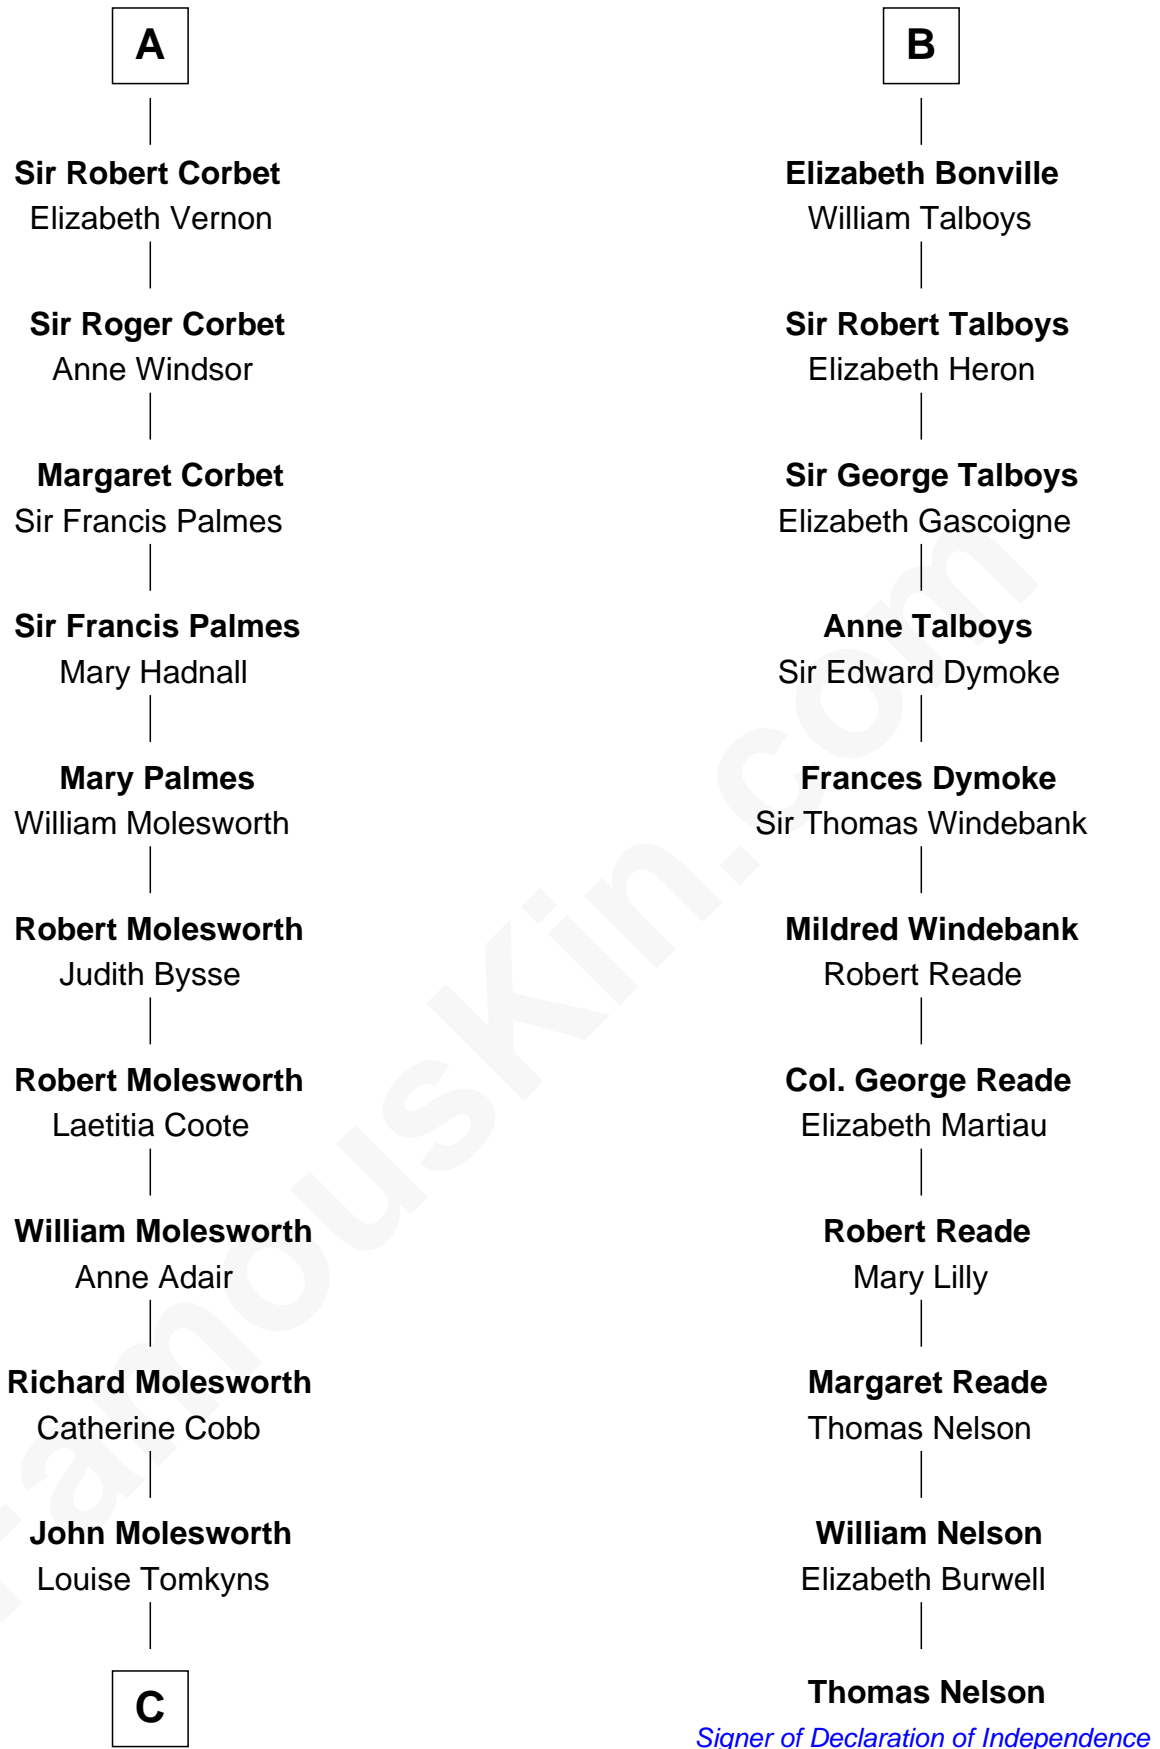 A
Sir Robert Corbet
Elizabeth Vernon
Sir Roger Corbet
Anne Windsor
Margaret Corbet
Sir Francis Palmes
Sir Francis Palmes
Mary Hadnall
Mary Palmes
William Molesworth
Robert Molesworth
Judith Bysse
Robert Molesworth
Laetitia Coote
William Molesworth
Anne Adair
Richard Molesworth
Catherine Cobb
John Molesworth
Louise Tomkyns
C
B
Elizabeth Bonville
William Talboys
Sir Robert Talboys
Elizabeth Heron
Sir George Talboys
Elizabeth Gascoigne
Anne Talboys
Sir Edward Dymoke
Frances Dymoke
Sir Thomas Windebank
Mildred Windebank
Robert Reade
Col. George Reade
Elizabeth Martiau
Robert Reade
Mary Lilly
Margaret Reade
Thomas Nelson
William Nelson
Elizabeth Burwell
Thomas Nelson
Signer of Declaration of Independence
FamousKin.com